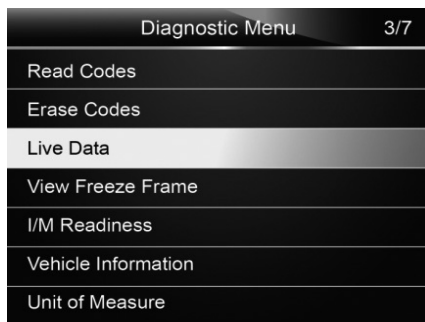 Diagnostic Menu 3/7
Read Codes
Erase Codes
Live Data
View Freeze Frame
I/M Readiness
Vehicle Information
Unit of Measure